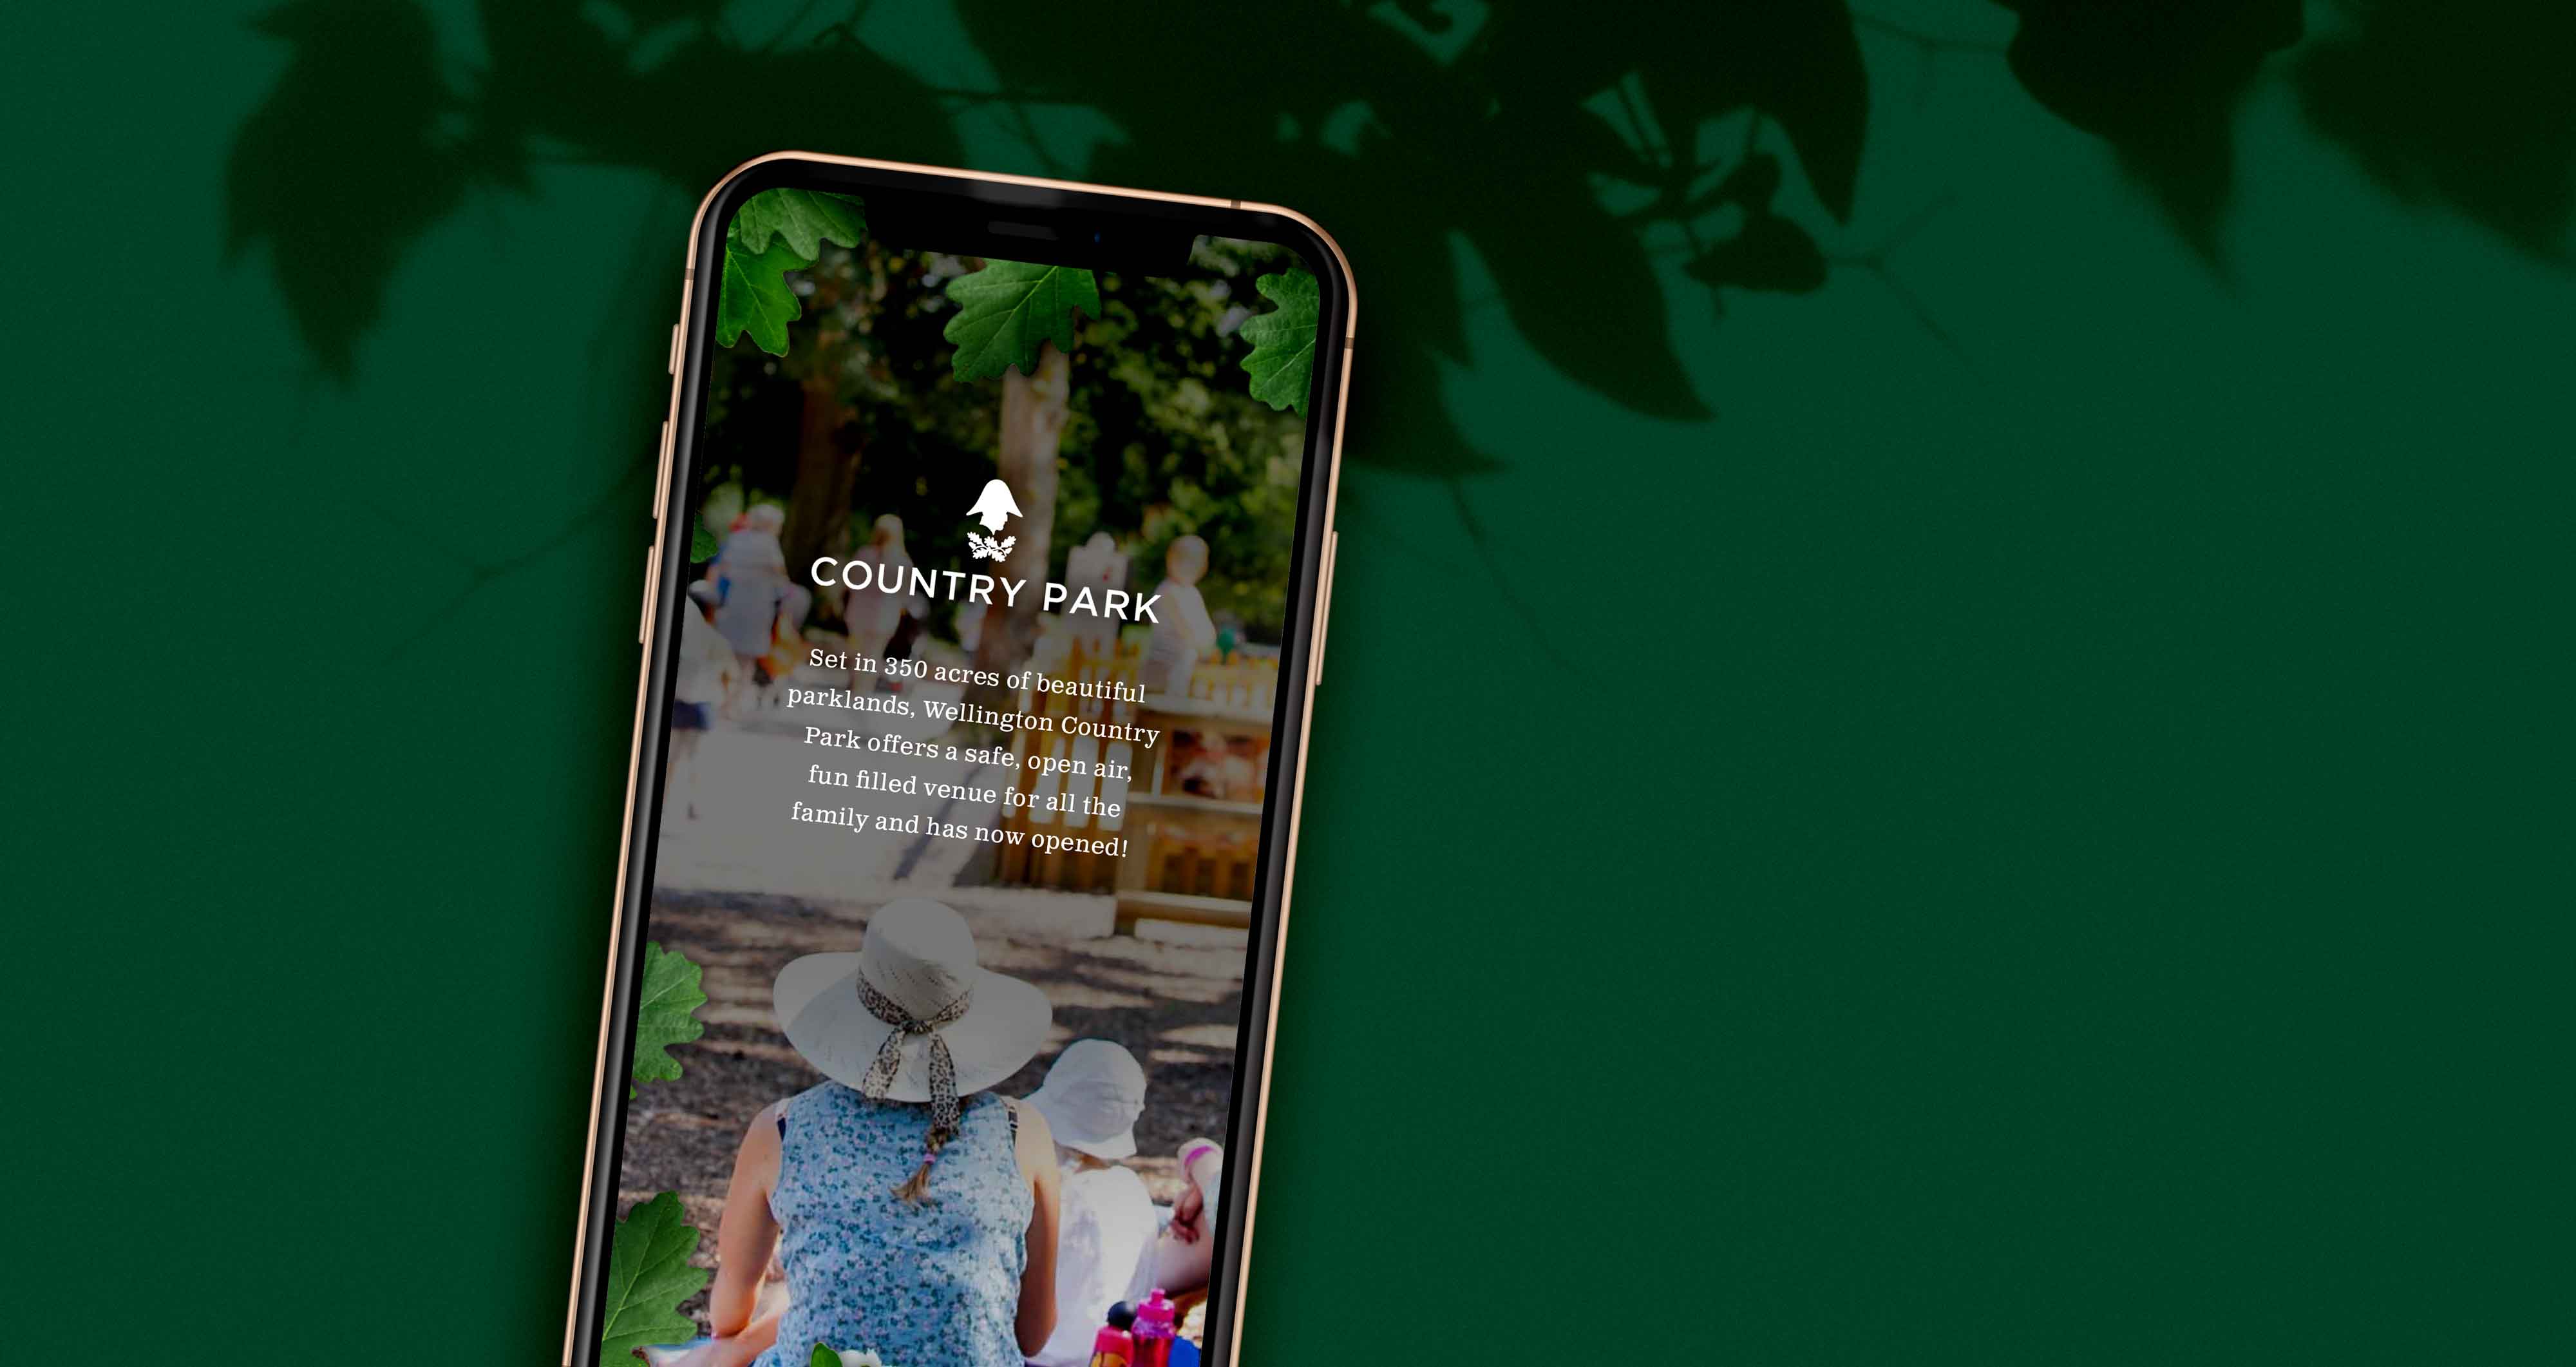 COUNTRY PARK
Set in 350 acres of beautiful
parklands, Wellington Country
Park offers a safe, open air,
fun filled venue for all the
family and has now opened!